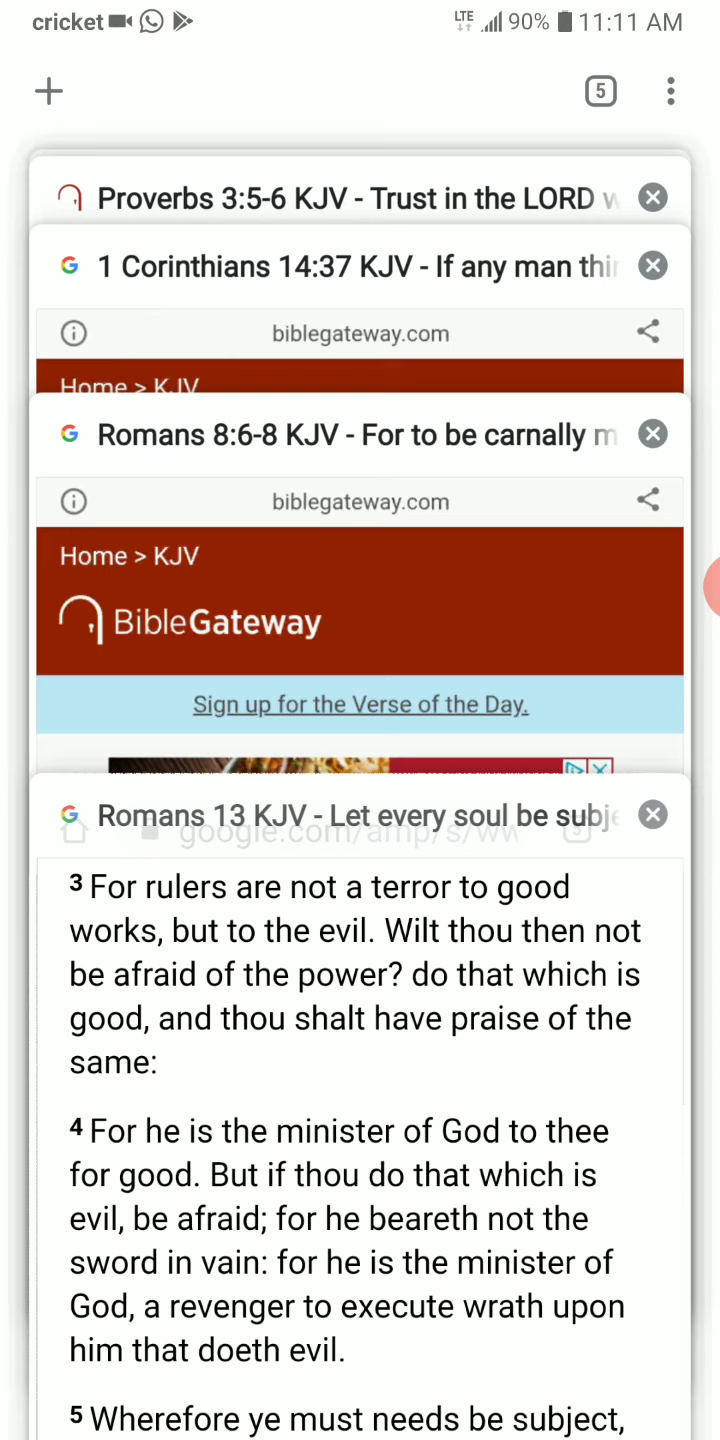 cricket LTE 90% 11:11 AM
5
Proverbs 3:5-6 KJV - Trust in the LORD w
1 Corinthians 14:37 KJV - If any man thin
biblegateway.com
Home > KJV
Romans 8:6-8 KJV - For to be carnally m
biblegateway.com
Home > KJV
BibleGateway
Sign up for the Verse of the Day.
Romans 13 KJV - Let every soul be subje
google.com/amp/s/ww 5
3 For rulers are not a terror to good
works, but to the evil. Wilt thou then not
be afraid of the power? do that which is
good, and thou shalt have praise of the
same:
4 For he is the minister of God to thee
for good. But if thou do that which is
evil, be afraid; for he beareth not the
sword in vain: for he is the minister of
God, a revenger to execute wrath upon
him that doeth evil.
5 Wherefore ye must needs be subject,